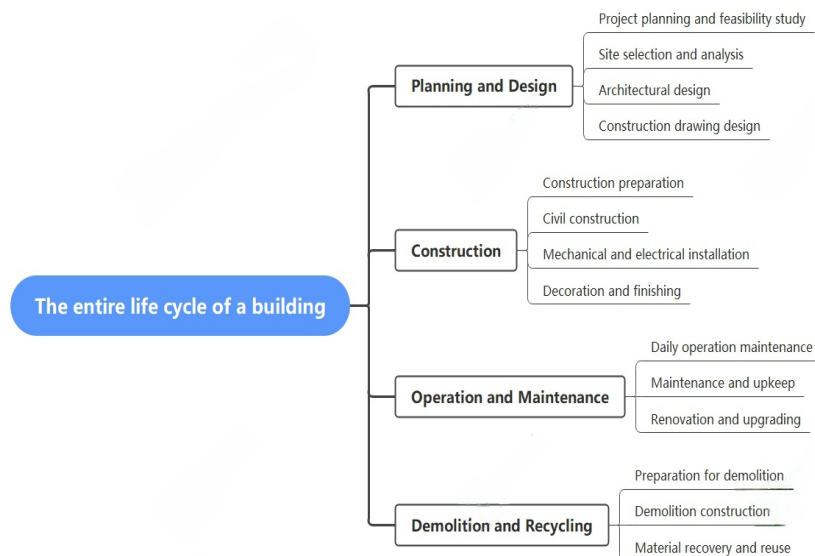 The entire life cycle of a building
Planning and Design
Project planning and feasibility study
Site selection and analysis
Architectural design
Construction drawing design
Construction
Construction preparation
Civil construction
Mechanical and electrical installation
Decoration and finishing
Operation and Maintenance
Daily operation maintenance
Maintenance and upkeep
Renovation and upgrading
Demolition and Recycling
Preparation for demolition
Demolition construction
Material recovery and reuse